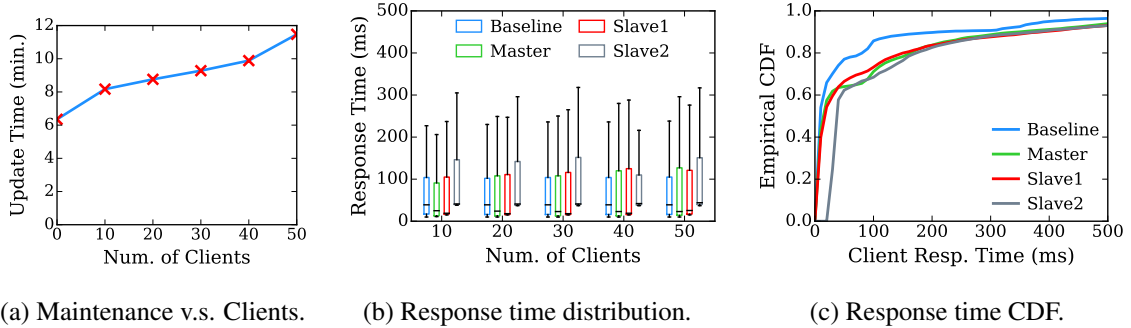 12
10
8
6
4
2
0
Update Time (min.)
0 10 20 30 40 50
Num. of Clients
(a) Maintenance v.s. Clients.
500
400
300
200
100
0
Response Time (ms)
Baseline
Master
Slave1
Slave2
10 20 30 40 50
Num. of Clients
(b) Response time distribution.
1.0
0.8
0.6
0.4
0.2
0.0
Empirical CDF
Baseline
Master
Slave1
Slave2
0 100 200 300 400 500
Client Resp. Time (ms)
(c) Response time CDF.